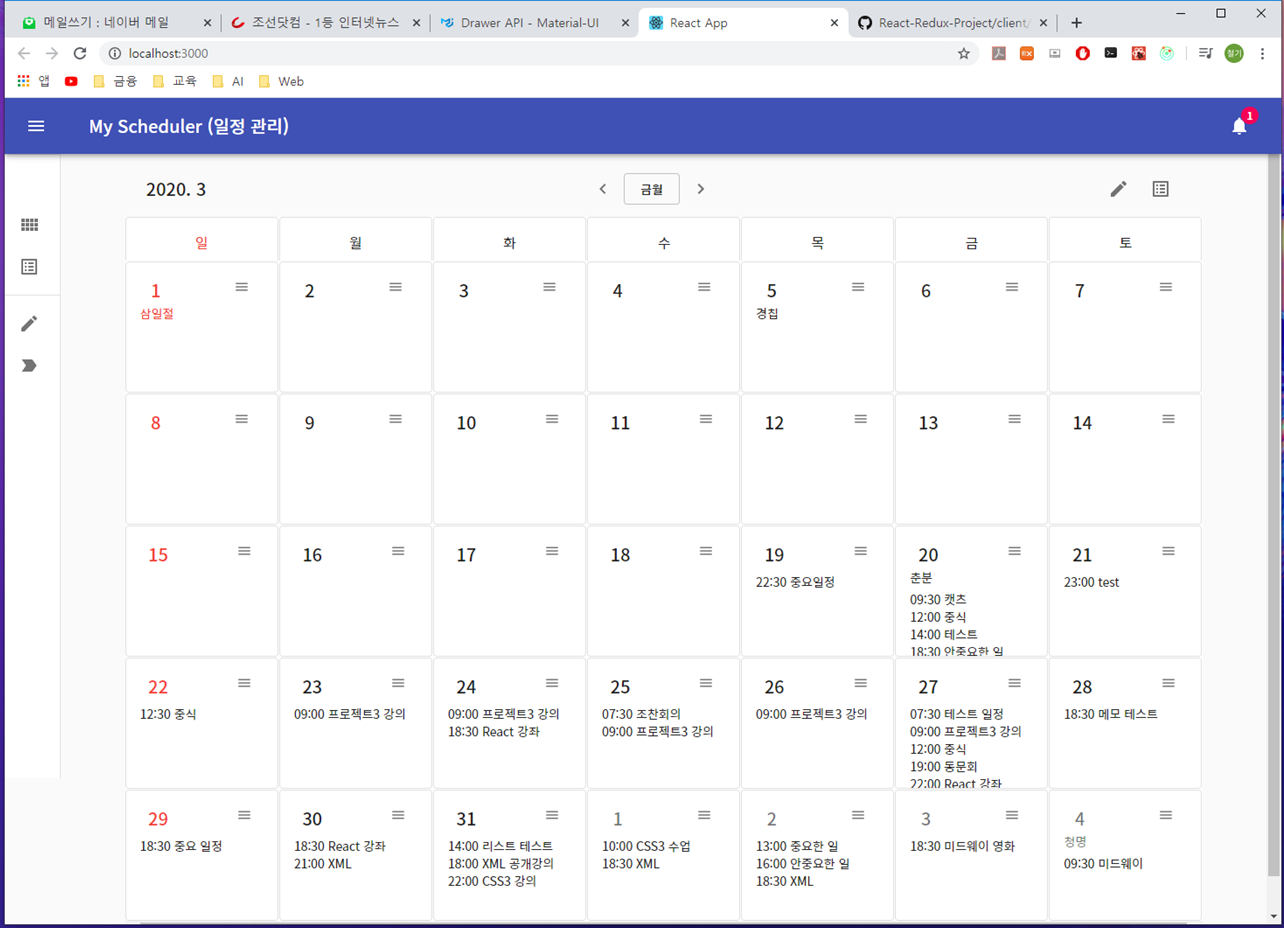 메일쓰기 : 네이버 메일
조선닷컴 - 1등 인터넷뉴스
Drawer API - Material-UI
React App
React-Redux-Project/client/
localhost:3000
앱
금융
교육
AI
Web
My Scheduler (일정 관리)
1
2020. 3
금월
일 월 화 수 목 금 토
1 2 3 4 5 6 7
삼일절 경칩
8 9 10 11 12 13 14
15 16 17 18 19 20 21
22:30 중요일정
춘분
09:30 캣츠
12:00 중식
14:00 테스트
18:30 안중요한 일
23:00 test
22 23 24 25 26 27 28
12:30 중식
09:00 프로젝트3 강의
09:00 프로젝트3 강의
18:30 React 강좌
07:30 조찬회의
09:00 프로젝트3 강의
09:00 프로젝트3 강의
07:30 테스트 일정
09:00 프로젝트3 강의
12:00 중식
19:00 동문회
22:00 React 강좌
18:30 메모 테스트
29 30 31 1 2 3 4
18:30 중요 일정
18:30 React 강좌
21:00 XML
14:00 리스트 테스트
18:00 XML 공개강의
22:00 CSS3 강의
10:00 CSS3 수업
18:30 XML
13:00 중요한 일
16:00 안중요한 일
18:30 XML
18:30 미드웨이 영화
청명
09:30 미드웨이